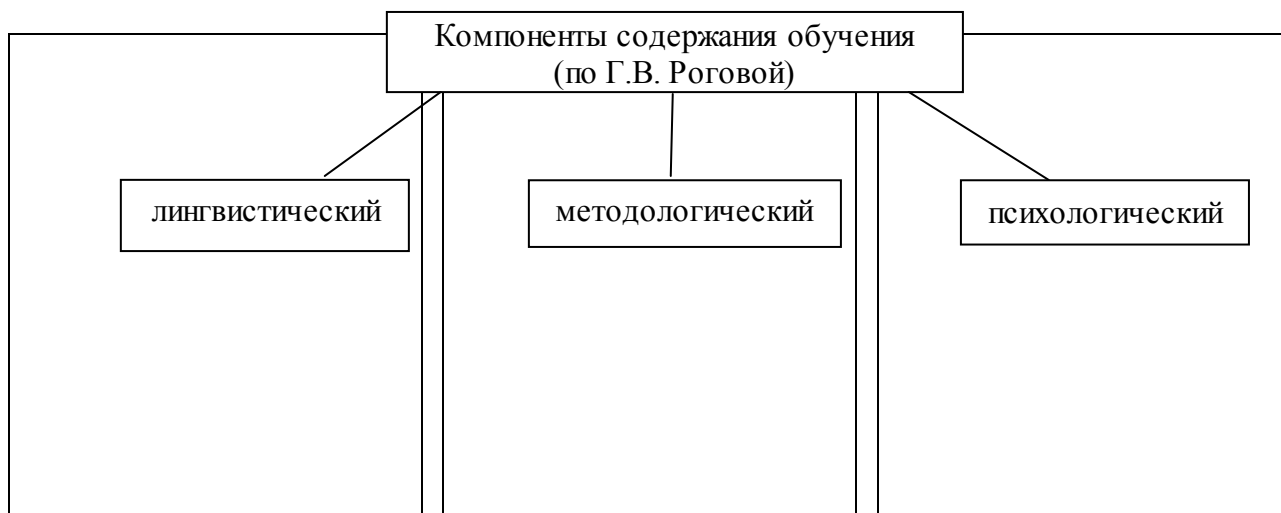 Компоненты содержания обучения
(по Г.В. Роговой)
лингвистический
методологический
психологический